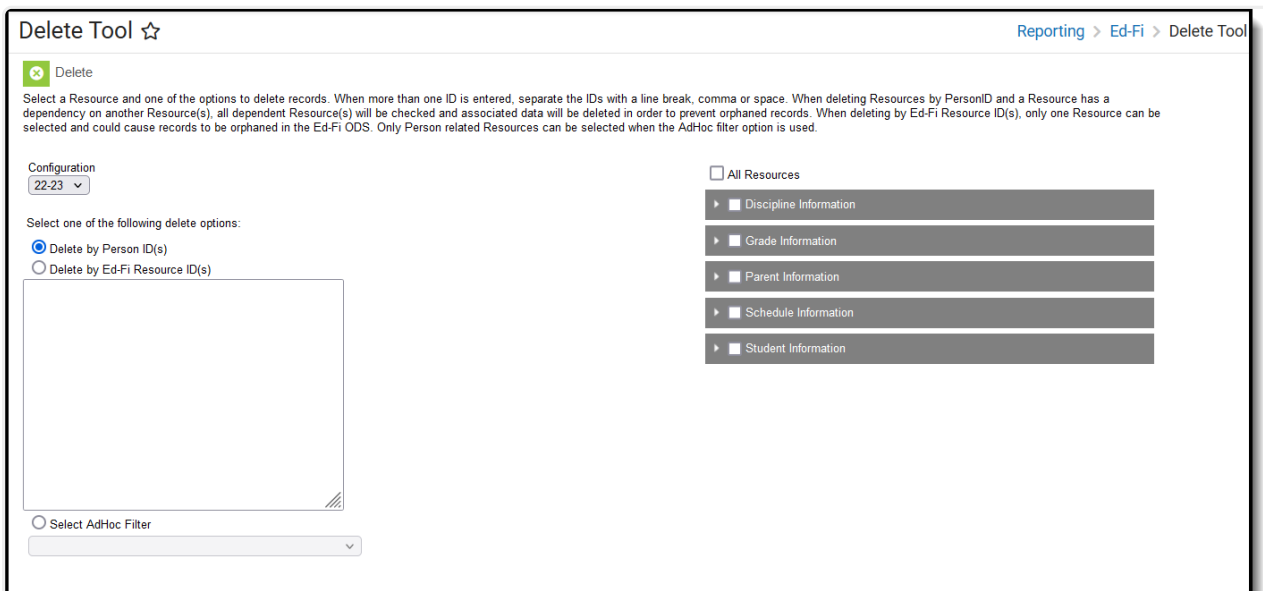 Delete Tool
Reporting > Ed-Fi > Delete Tool
Delete
Select a Resource and one of the options to delete records. When more than one ID is entered, separate the IDs with a line break, comma or space. When deleting Resources by PersonID and a Resource has a
dependency on another Resource(s), all dependent Resource(s) will be checked and associated data will be deleted in order to prevent orphaned records. When deleting by Ed-Fi Resource ID(s), only one Resource can be
selected and could cause records to be orphaned in the Ed-Fi ODS. Only Person related Resources can be selected when the AdHoc filter option is used.
Configuration
22-23
Select one of the following delete options:
Delete by Person ID(s)
Delete by Ed-Fi Resource ID(s)
Select AdHoc Filter
All Resources
Discipline Information
Grade Information
Parent Information
Schedule Information
Student Information